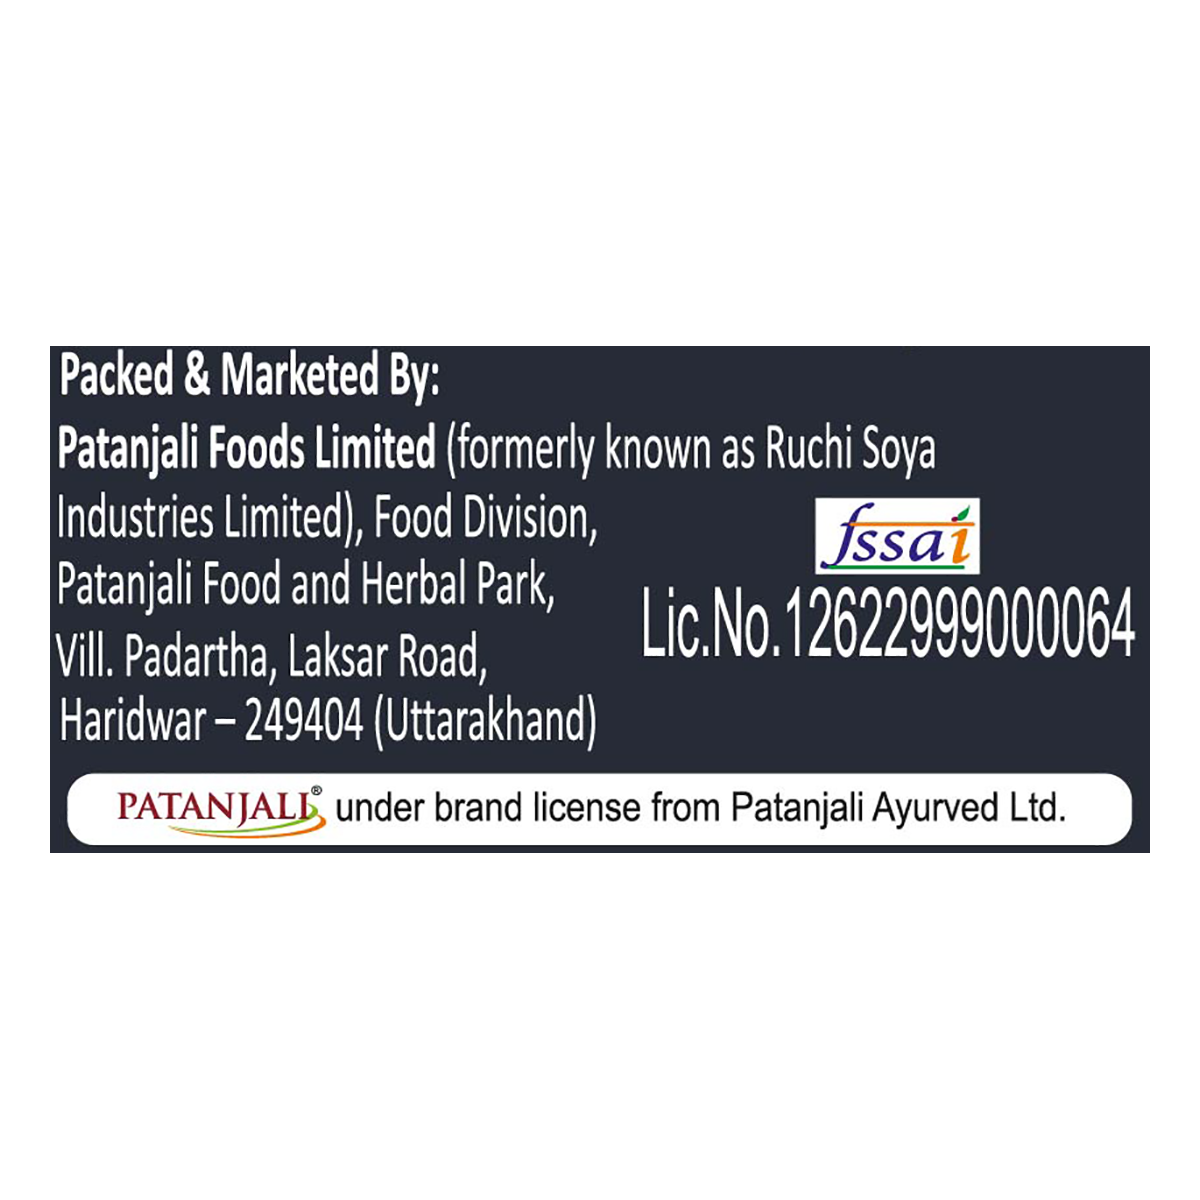 Packed & Marketed By:
Patanjali Foods Limited (formerly known as Ruchi Soya
Industries Limited), Food Division,
Patanjali Food and Herbal Park,
Vill. Padartha, Laksar Road,
Haridwar – 249404 (Uttarakhand)
fssai
Lic.No.12622999000064
PATANJALI® under brand license from Patanjali Ayurved Ltd.